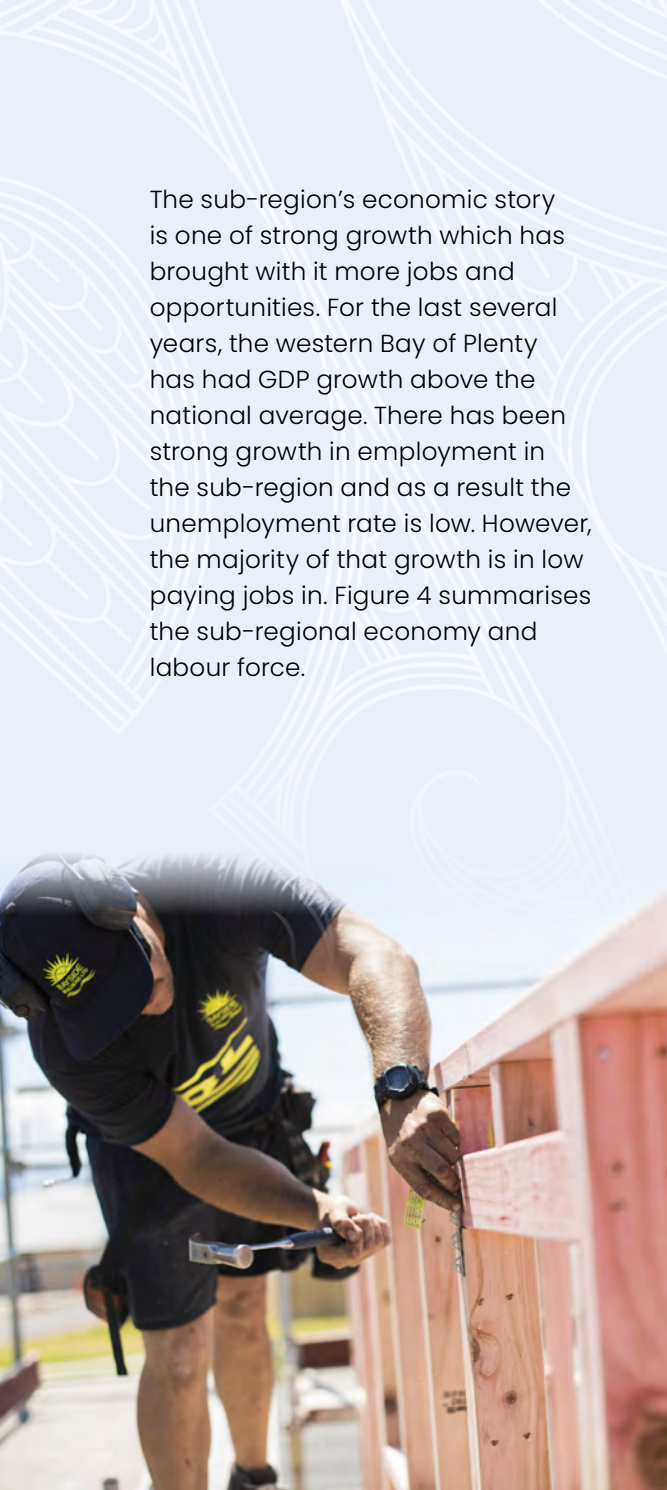 The sub-region’s economic story
is one of strong growth which has
brought with it more jobs and
opportunities. For the last several
years, the western Bay of Plenty
has had GDP growth above the
national average. There has been
strong growth in employment in
the sub-region and as a result the
unemployment rate is low. However,
the majority of that growth is in low
paying jobs in. Figure 4 summarises
the sub-regional economy and
labour force.
BAYSIDE